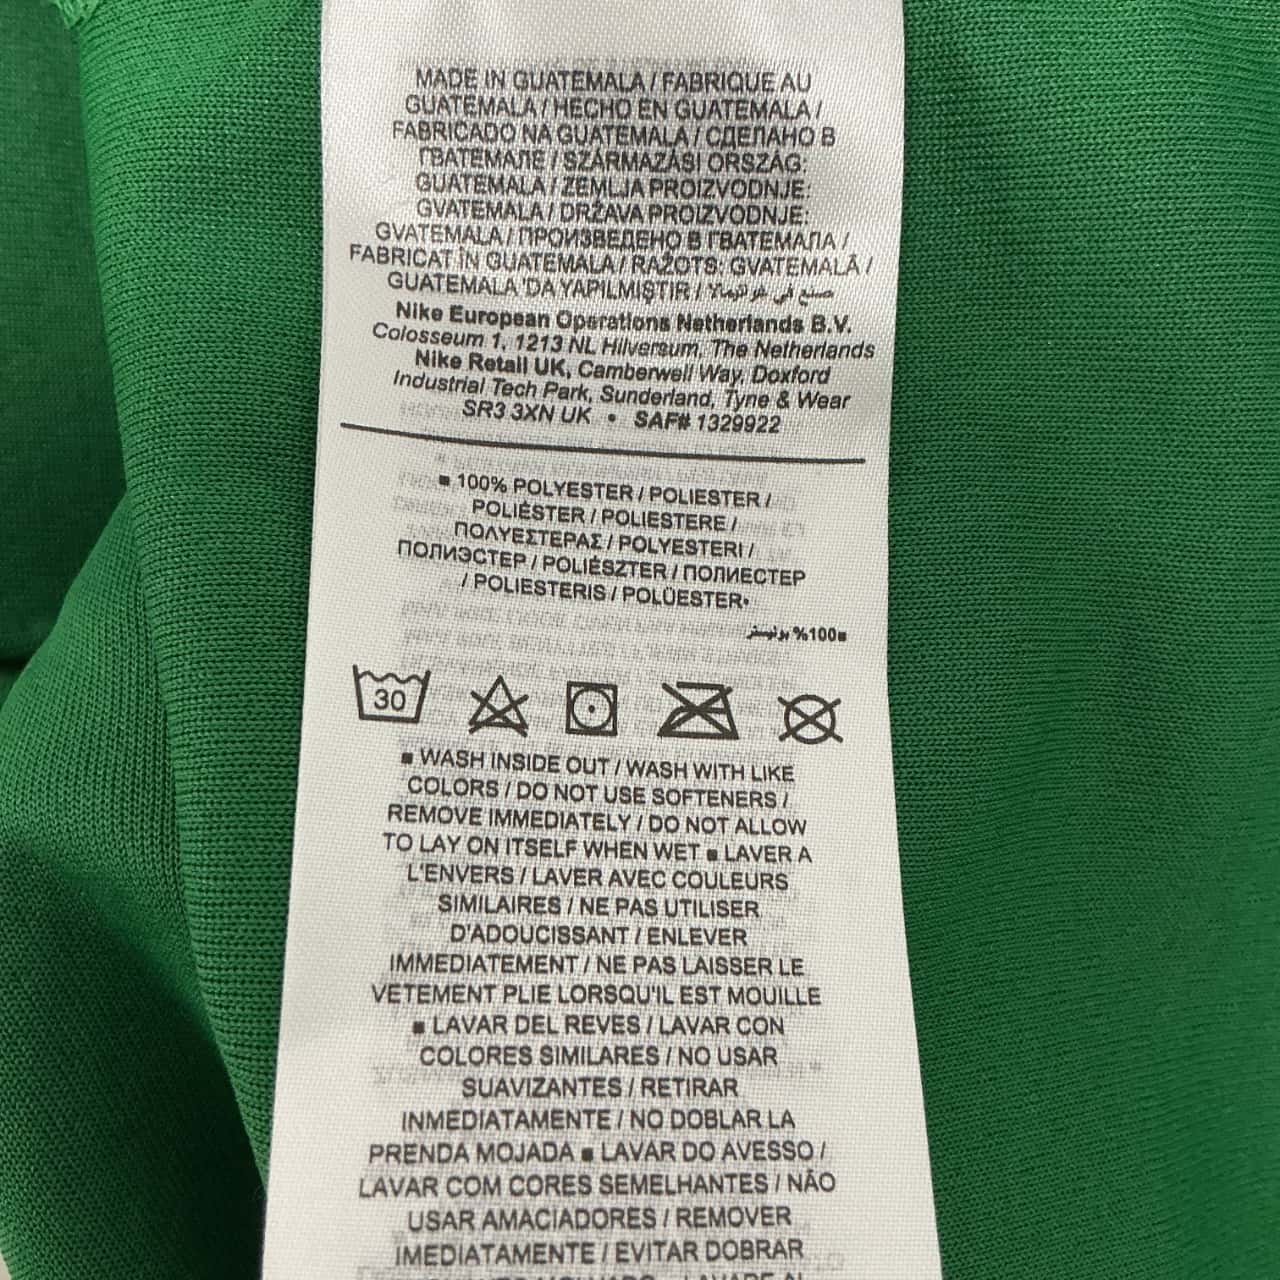 MADE IN GUATEMALA / FABRIQUE AU
GUATEMALA / HECHO EN GUATEMALA /
FABRICADO NA GUATEMALA / СДЕЛАНО В
ГВАТЕМАЛЕ / SZÁRMAZÁSI ORSZÁG:
GUATEMALA / ZEMLJA PROIZVODNJE:
GVATEMALA / DRŽAVA PROIZVODNJE:
GVATEMALA / ПРОИЗВЕДЕНО В ГВАТЕМАЛА /
FABRICAT ÎN GUATEMALA / RAŽOTS: GVATEMALĀ /
GUATEMALA 'DA YAPILMIŞTIR / صنع في
Nike European Operations Netherlands B.V.
Colosseum 1, 1213 NL Hilversum, The Netherlands
Nike Retail UK, Camberwell Way, Doxford
Industrial Tech Park, Sunderland, Tyne & Wear
SR3 3XN UK • SAF# 1329922
■ 100% POLYESTER / POLIESTER /
POLIÉSTER / POLIESTERE /
ΠΟΛΥΕΣΤΕΡΑΣ / POLYESTERI /
ПОЛИЭСТЕР / POLIÉSZTER / ПОЛИЕСТЕР
/ POLIESTERIS / POLÜESTER•
■100% بوليستر
30
■ WASH INSIDE OUT / WASH WITH LIKE
COLORS / DO NOT USE SOFTENERS /
REMOVE IMMEDIATELY / DO NOT ALLOW
TO LAY ON ITSELF WHEN WET ■ LAVER A
L'ENVERS / LAVER AVEC COULEURS
SIMILAIRES / NE PAS UTILISER
D'ADOUCISSANT / ENLEVER
IMMEDIATEMENT / NE PAS LAISSER LE
VETEMENT PLIE LORSQU'IL EST MOUILLE
■ LAVAR DEL REVES / LAVAR CON
COLORES SIMILARES / NO USAR
SUAVIZANTES / RETIRAR
INMEDIATAMENTE / NO DOBLAR LA
PRENDA MOJADA ■ LAVAR DO AVESSO /
LAVAR COM CORES SEMELHANTES / NÃO
USAR AMACIADORES / REMOVER
IMEDIATAMENTE / EVITAR DOBRAR